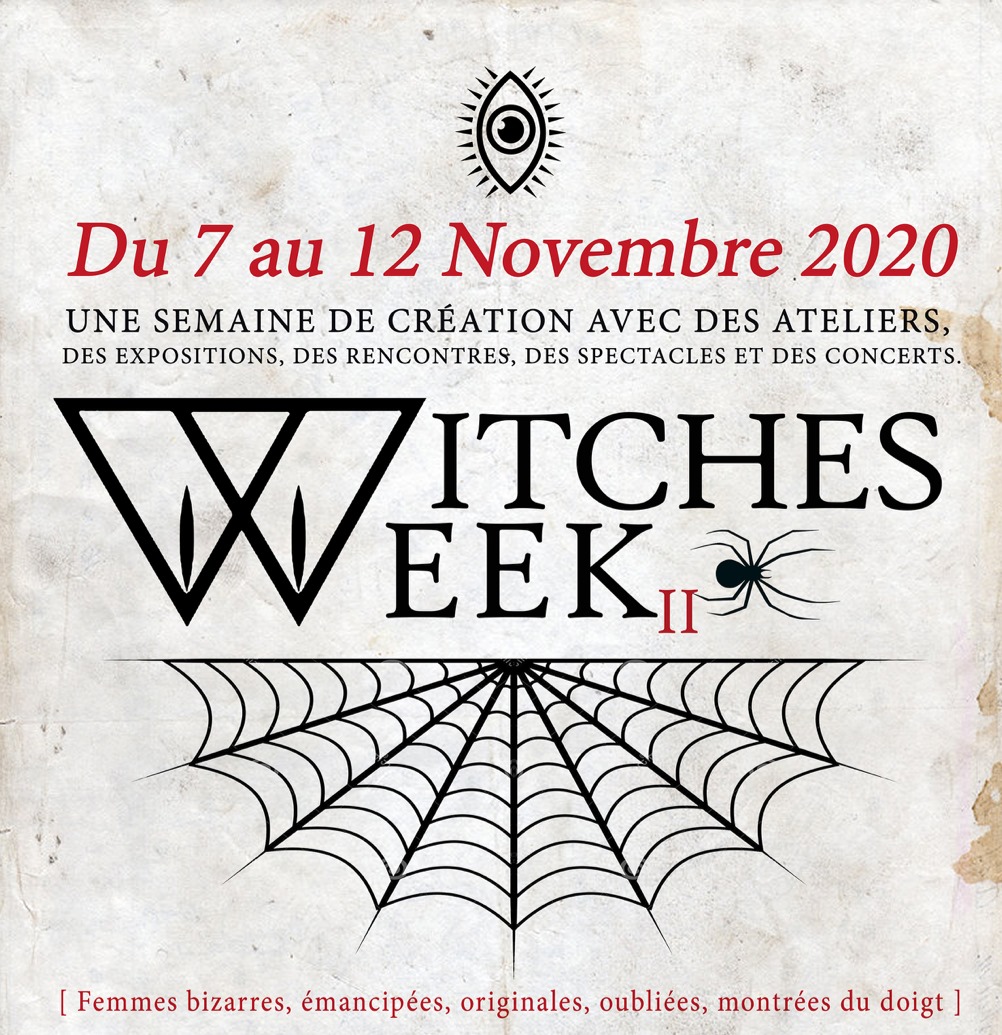 Du 7 au 12 Novembre 2020
UNE SEMAINE DE CRÉATION AVEC DES ATELIERS,
DES EXPOSITIONS, DES RENCONTRES, DES SPECTACLES ET DES CONCERTS.
WITCHES
WEEK II
[ Femmes bizarres, émancipées, originales, oubliées, montrées du doigt ]